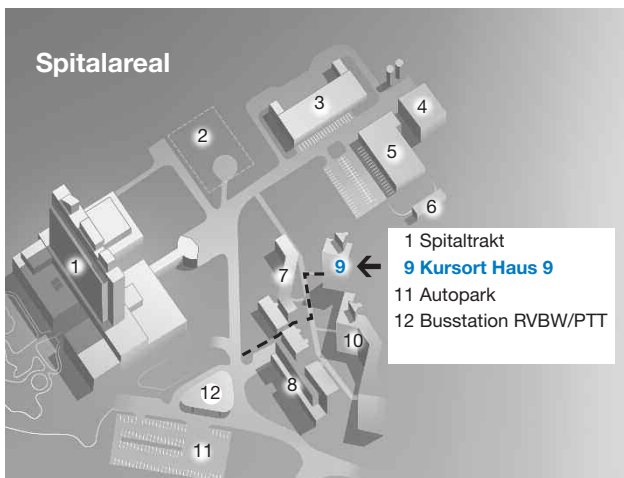 Spitalareal
3
4
2
5
6
1
7
9
10
8
12
11
1 Spitaltrakt
9 Kursort Haus 9
11 Autopark
12 Busstation RVBW/PTT